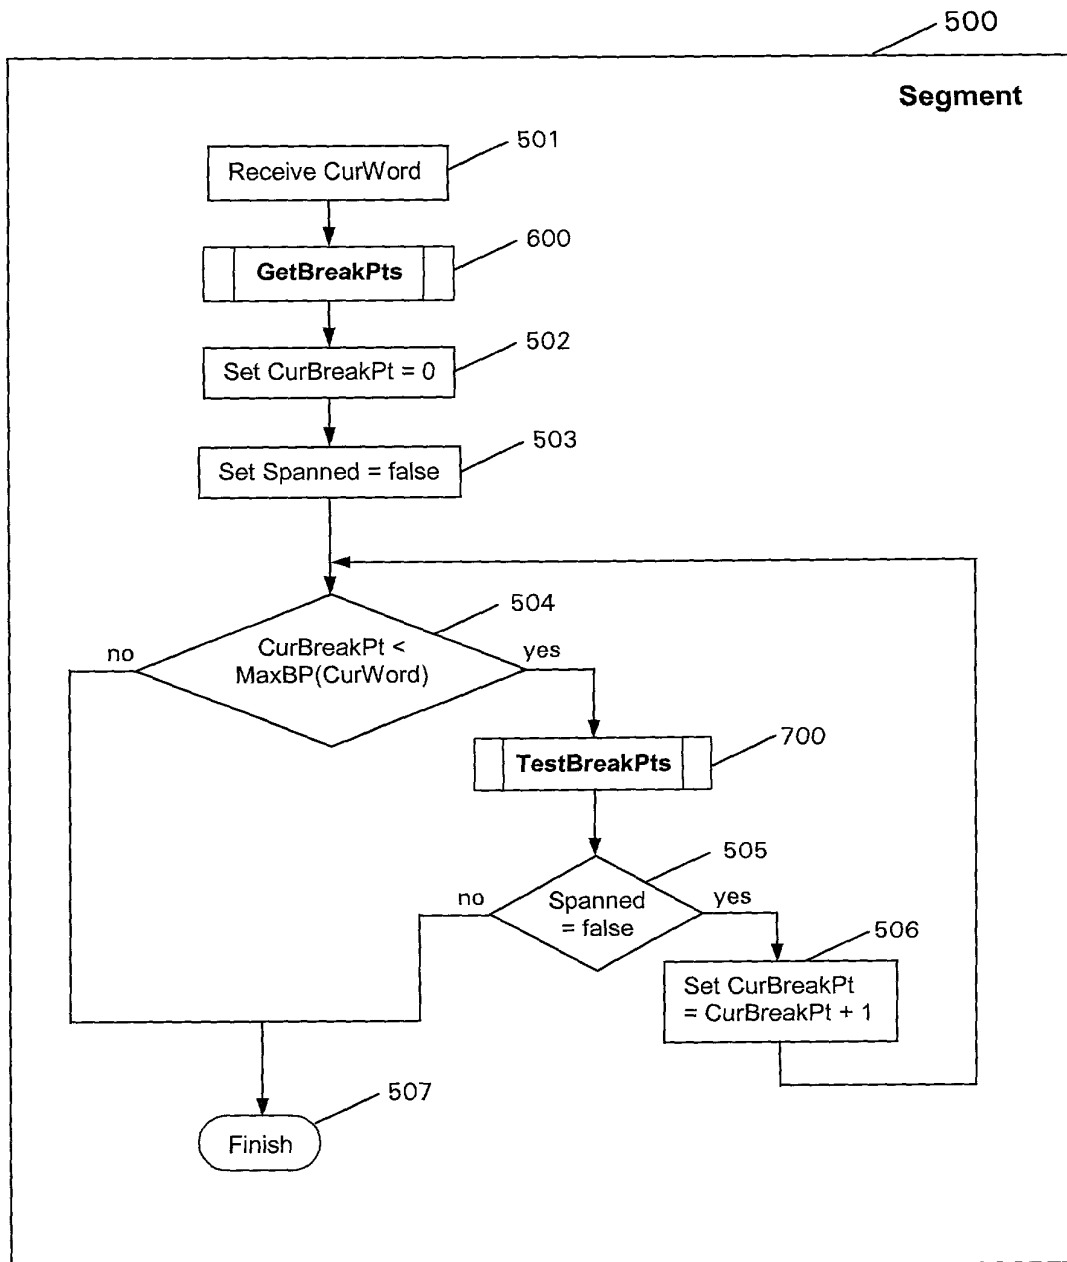 500
Segment
501
Receive CurWord
600
GetBreakPts
502
Set CurBreakPt = 0
503
Set Spanned = false
504
CurBreakPt <
MaxBP(CurWord)
no
yes
700
TestBreakPts
505
Spanned
= false
no
yes
506
Set CurBreakPt
= CurBreakPt + 1
507
Finish